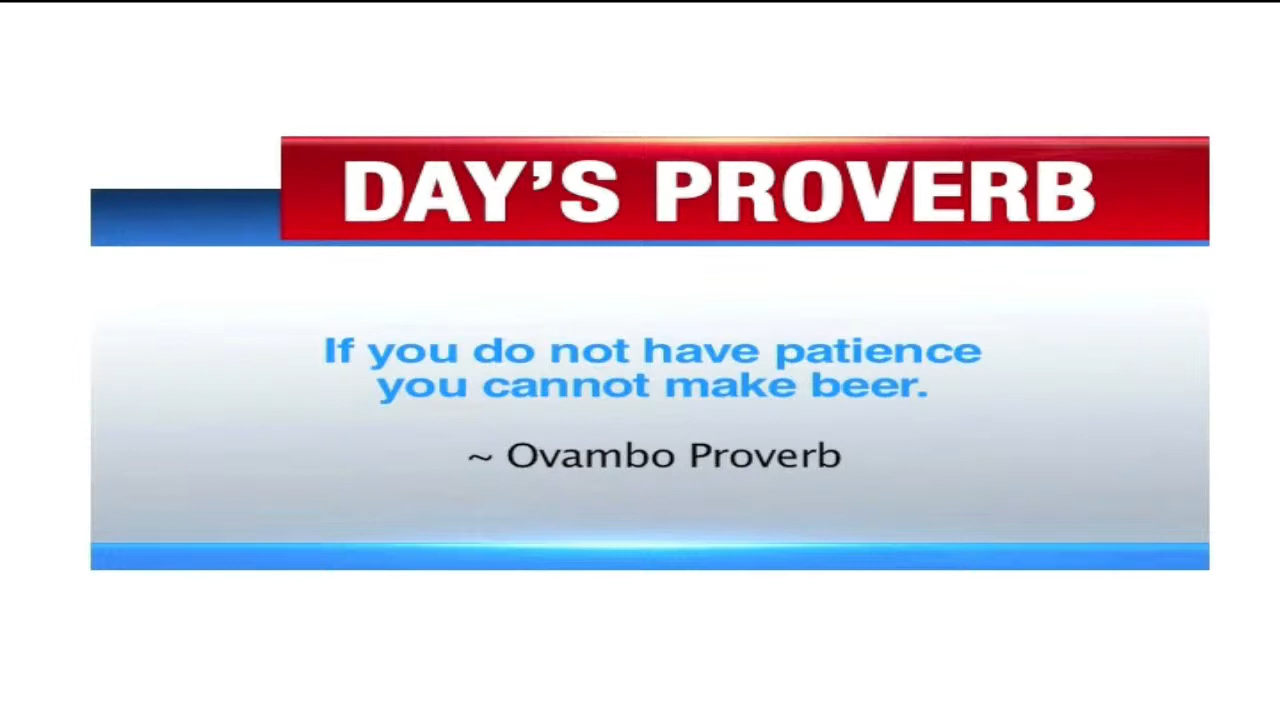 DAY’S PROVERB
If you do not have patience
you cannot make beer.
~ Ovambo Proverb